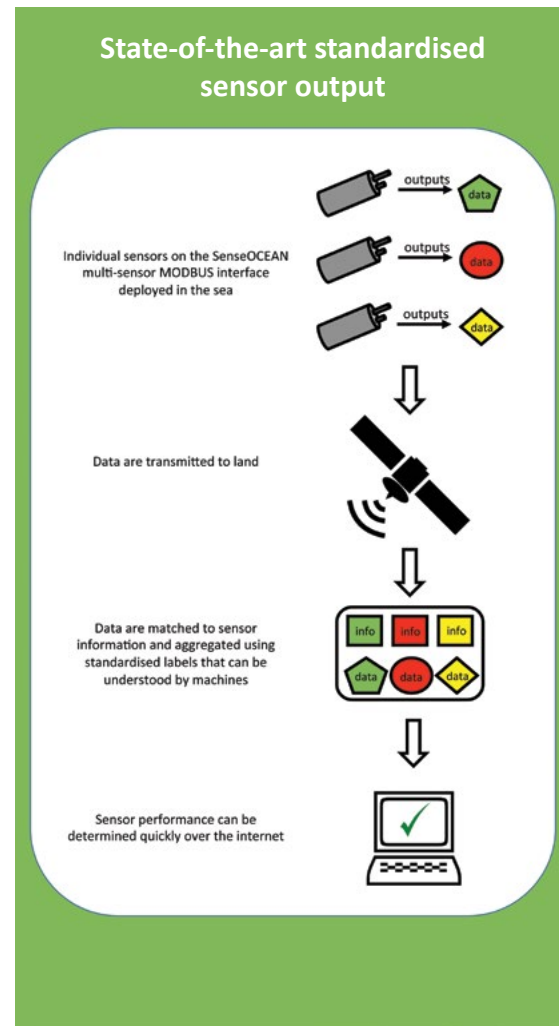 State-of-the-art standardised
sensor output
outputs
data
Individual sensors on the SenseOCEAN
multi-sensor MODBUS interface
deployed in the sea
outputs
data
outputs
data
Data are transmitted to land
Data are matched to sensor
information and aggregated using
standardised labels that can be
understood by machines
info info info
data data data
Sensor performance can be
determined quickly over the internet